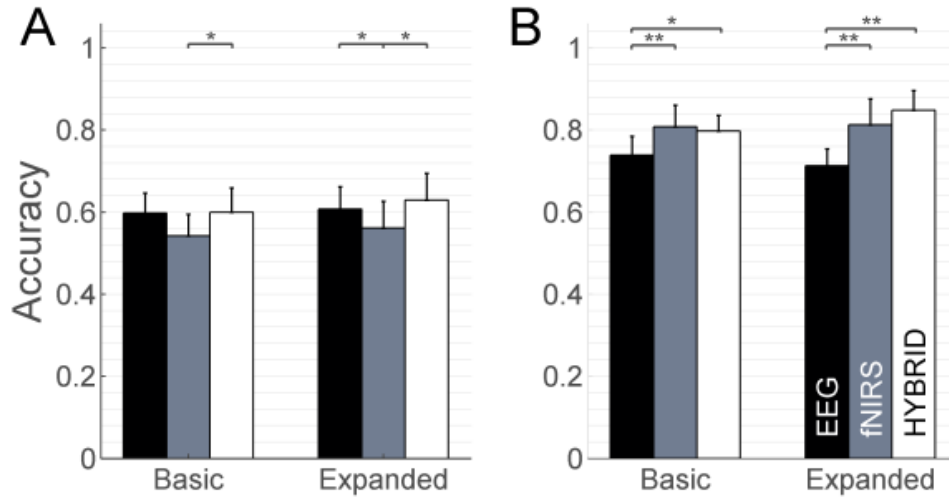 A
B
*
* *
*
**
**
**
1
0.8
0.6
0.4
0.2
0
Accuracy
Basic
Expanded
1
0.8
0.6
0.4
0.2
0
EEG
fNIRS
HYBRID
Basic
Expanded